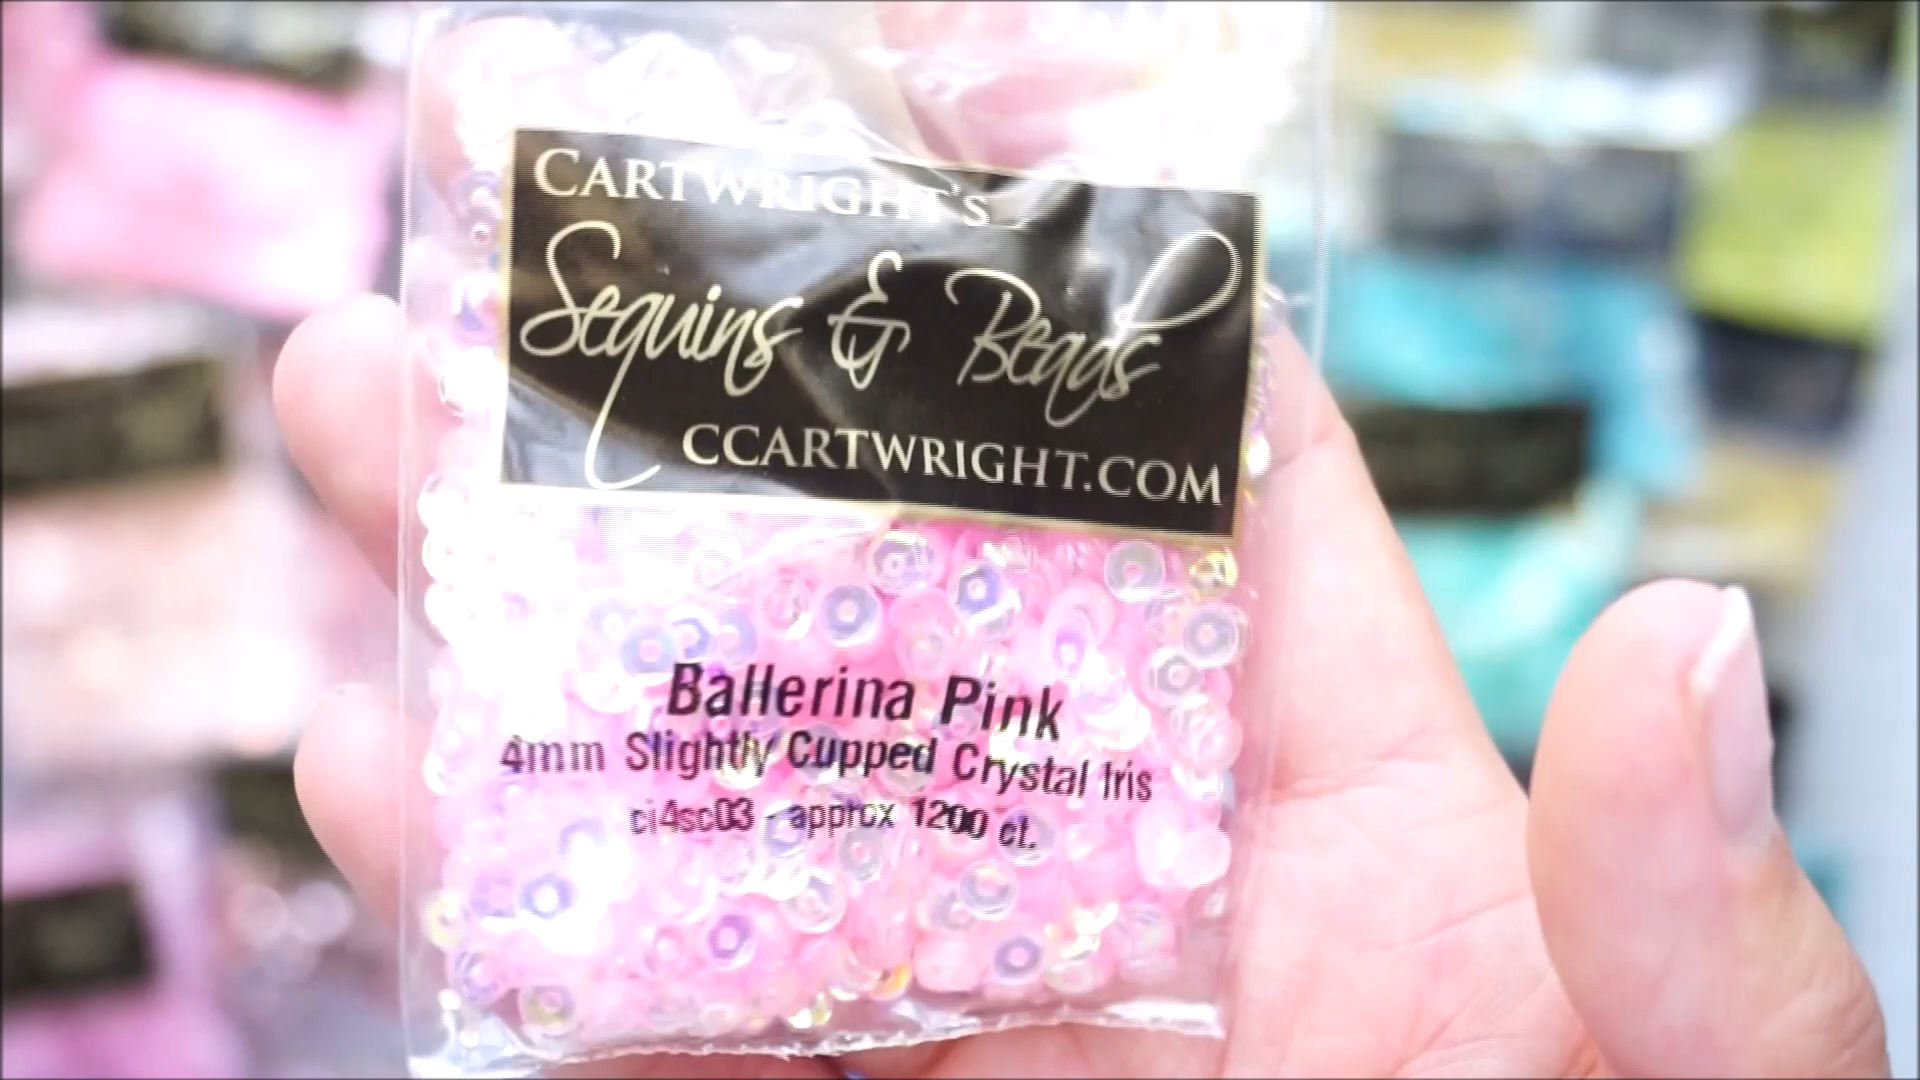 CARTWRIGHT'S
Sequins & Beads
CCARTWRIGHT.COM
Ballerina Pink
4mm Slightly Cupped Crystal Iris
ci4sc03 - approx 1200 ct.